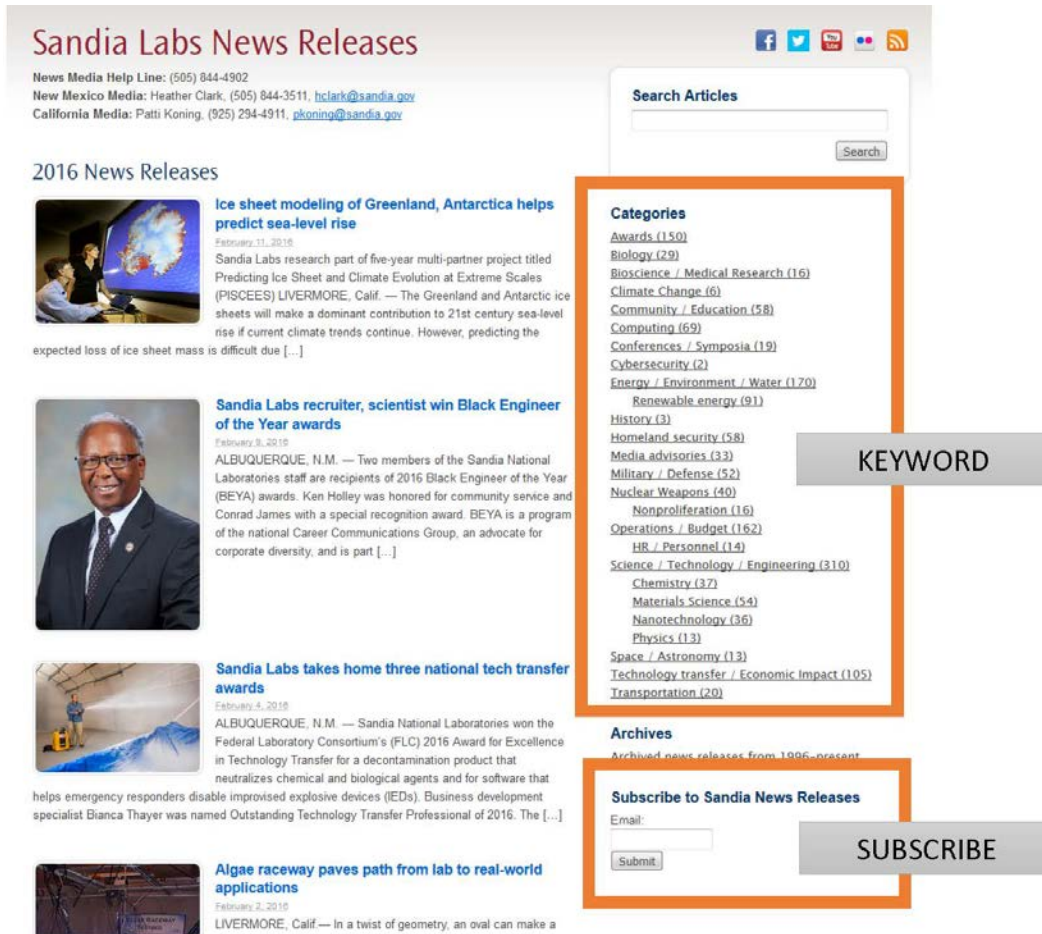 Sandia Labs News Releases
News Media Help Line: (505) 844-4902
New Mexico Media: Heather Clark, (505) 844-3511, hclark@sandia.gov
California Media: Patti Koning, (925) 294-4911, pkoning@sandia.gov
2016 News Releases
Ice sheet modeling of Greenland, Antarctica helps
predict sea-level rise
February 11, 2016
Sandia Labs research part of five-year multi-partner project titled
Predicting Ice Sheet and Climate Evolution at Extreme Scales
(PISCEES) LIVERMORE, Calif. — The Greenland and Antarctic ice
sheets will make a dominant contribution to 21st century sea-level
rise if current climate trends continue. However, predicting the
expected loss of ice sheet mass is difficult due […]
Sandia Labs recruiter, scientist win Black Engineer
of the Year awards
February 9, 2016
ALBUQUERQUE, N.M. — Two members of the Sandia National
Laboratories staff are recipients of 2016 Black Engineer of the Year
(BEYA) awards. Ken Holley was honored for community service and
Conrad James with a special recognition award. BEYA is a program
of the national Career Communications Group, an advocate for
corporate diversity, and is part […]
Sandia Labs takes home three national tech transfer
awards
February 4, 2016
ALBUQUERQUE, N.M. — Sandia National Laboratories won the
Federal Laboratory Consortium's (FLC) 2016 Award for Excellence
in Technology Transfer for a decontamination product that
neutralizes chemical and biological agents and for software that
helps emergency responders disable improvised explosive devices (IEDs). Business development
specialist Bianca Thayer was named Outstanding Technology Transfer Professional of 2016. The […]
Algae raceway paves path from lab to real-world
applications
February 2, 2016
LIVERMORE, Calif.— In a twist of geometry, an oval can make a
You
Tube
Search Articles
Search
Categories
Awards (150)
Biology (29)
Bioscience / Medical Research (16)
Climate Change (6)
Community / Education (58)
Computing (69)
Conferences / Symposia (19)
Cybersecurity (2)
Energy / Environment / Water (170)
Renewable energy (91)
History (3)
Homeland security (58)
Media advisories (33)
Military / Defense (52)
Nuclear Weapons (40)
Nonproliferation (16)
Operations / Budget (162)
HR / Personnel (14)
Science / Technology / Engineering (310)
Chemistry (37)
Materials Science (54)
Nanotechnology (36)
Physics (13)
Space / Astronomy (13)
Technology transfer / Economic Impact (105)
Transportation (20)
KEYWORD
Archives
Archived news releases from 1996–present
Subscribe to Sandia News Releases
Email:
Submit
SUBSCRIBE